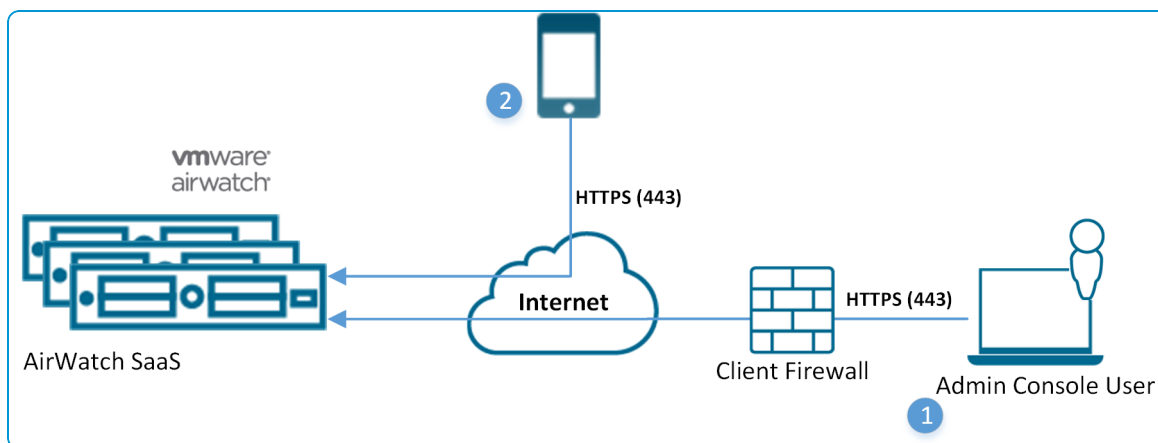 2
vmware
airwatch
HTTPS (443)
Internet
HTTPS (443)
AirWatch SaaS
Client Firewall
Admin Console User
1